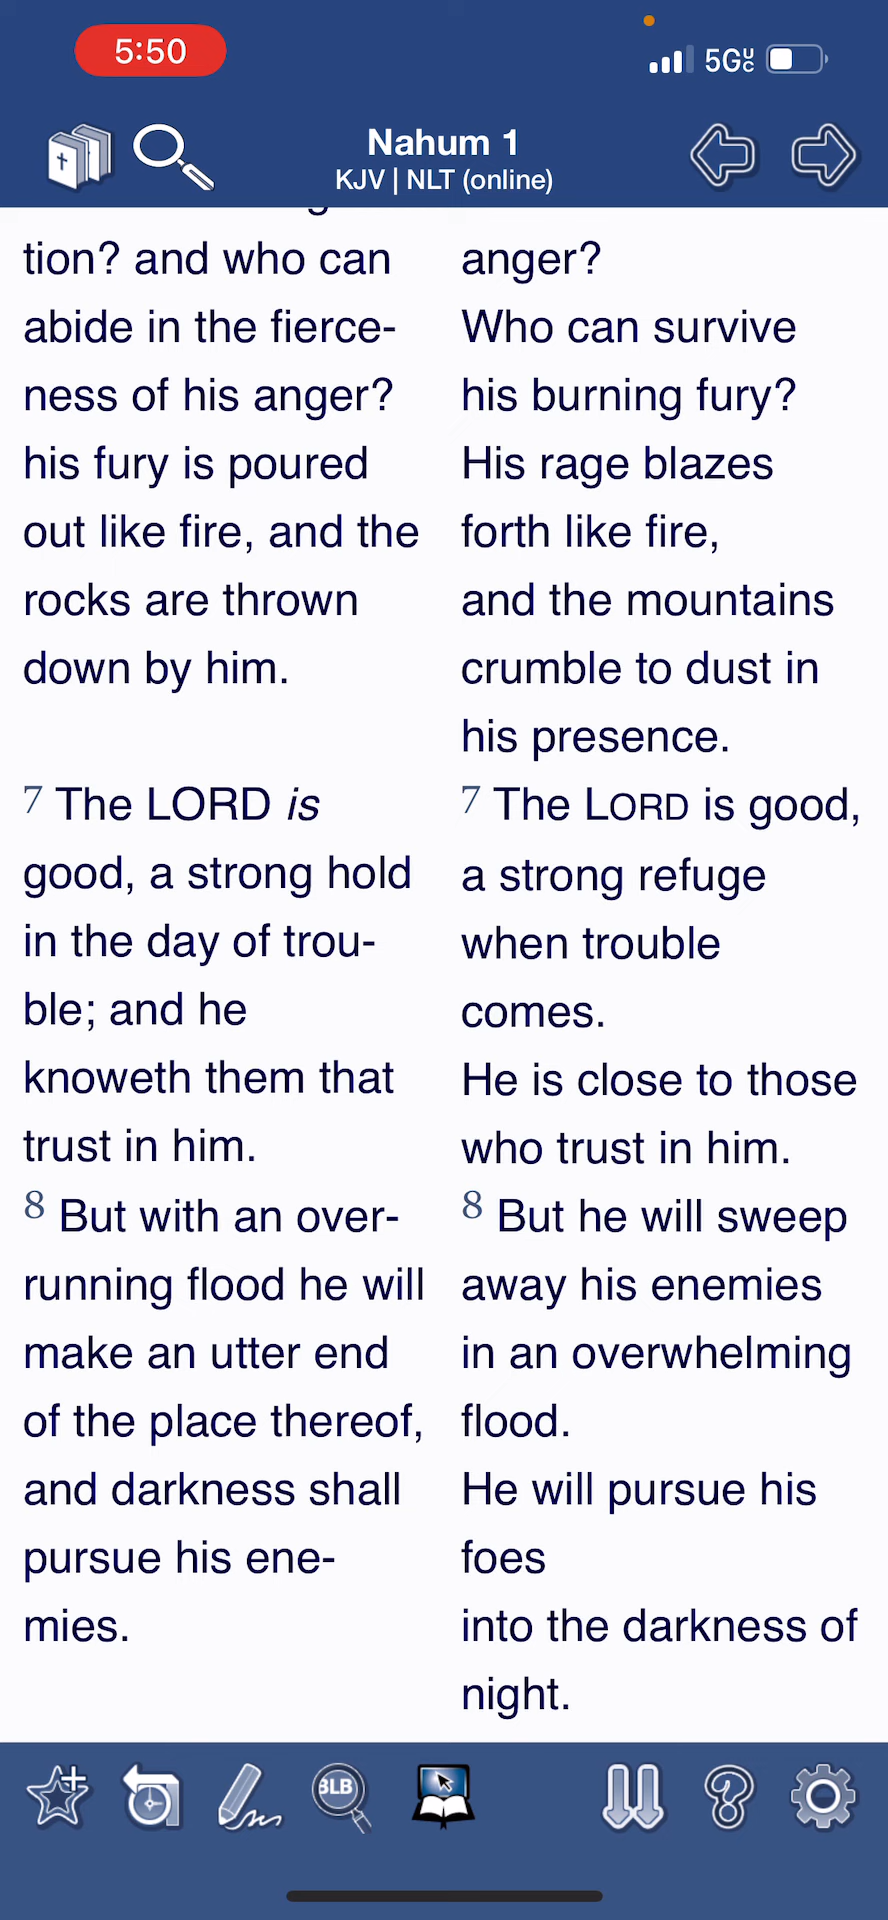 5:50
5G UC
Nahum 1
KJV | NLT (online)
tion? and who can
abide in the fierce-
ness of his anger?
his fury is poured
out like fire, and the
rocks are thrown
down by him.
7 The LORD is
good, a strong hold
in the day of trou-
ble; and he
knoweth them that
trust in him.
8 But with an over-
running flood he will
make an utter end
of the place thereof,
and darkness shall
pursue his ene-
mies.
anger?
Who can survive
his burning fury?
His rage blazes
forth like fire,
and the mountains
crumble to dust in
his presence.
7 The LORD is good,
a strong refuge
when trouble
comes.
He is close to those
who trust in him.
8 But he will sweep
away his enemies
in an overwhelming
flood.
He will pursue his
foes
into the darkness of
night.
BLB